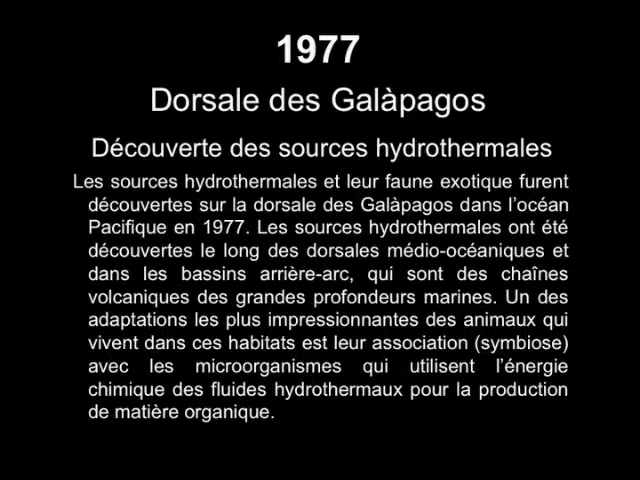 1977
Dorsale des Galàpagos
Découverte des sources hydrothermales
Les sources hydrothermales et leur faune exotique furent
découvertes sur la dorsale des Galàpagos dans l’océan
Pacifique en 1977. Les sources hydrothermales ont été
découvertes le long des dorsales médio-océaniques et
dans les bassins arrière-arc, qui sont des chaînes
volcaniques des grandes profondeurs marines. Un des
adaptations les plus impressionnantes des animaux qui
vivent dans ces habitats est leur association (symbiose)
avec les microorganismes qui utilisent l’énergie
chimique des fluides hydrothermaux pour la production
de matière organique.